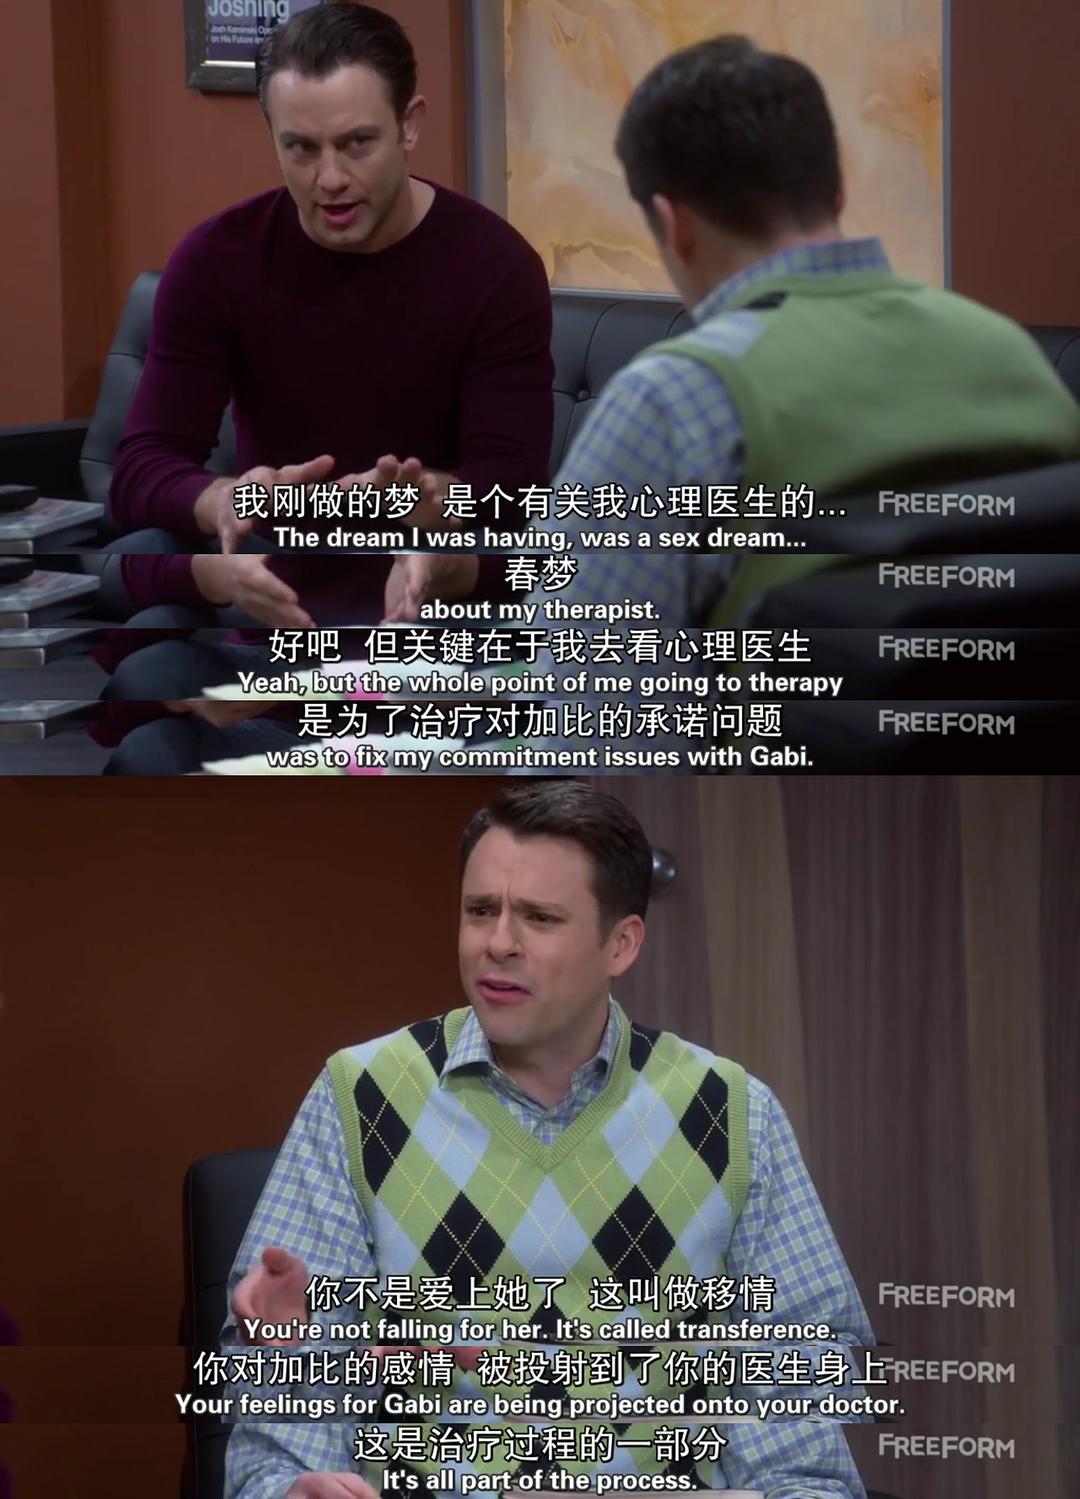 Joshing
Josh Kaminski
on His Future
我刚做的梦 是个有关我心理医生的...
FREEFORM
The dream I was having, was a sex dream...
春梦
FREEFORM
about my therapist.
好吧 但关键在于我去看心理医生
FREEFORM
Yeah, but the whole point of me going to therapy
是为了治疗对加比的承诺问题
FREEFORM
was to fix my commitment issues with Gabi.
你不是爱上她了 这叫做移情
FREEFORM
You're not falling for her. It's called transference.
你对加比的感情 被投射到了你的医生身上
FREEFORM
Your feelings for Gabi are being projected onto your doctor.
这是治疗过程的一部分
FREEFORM
It's all part of the process.